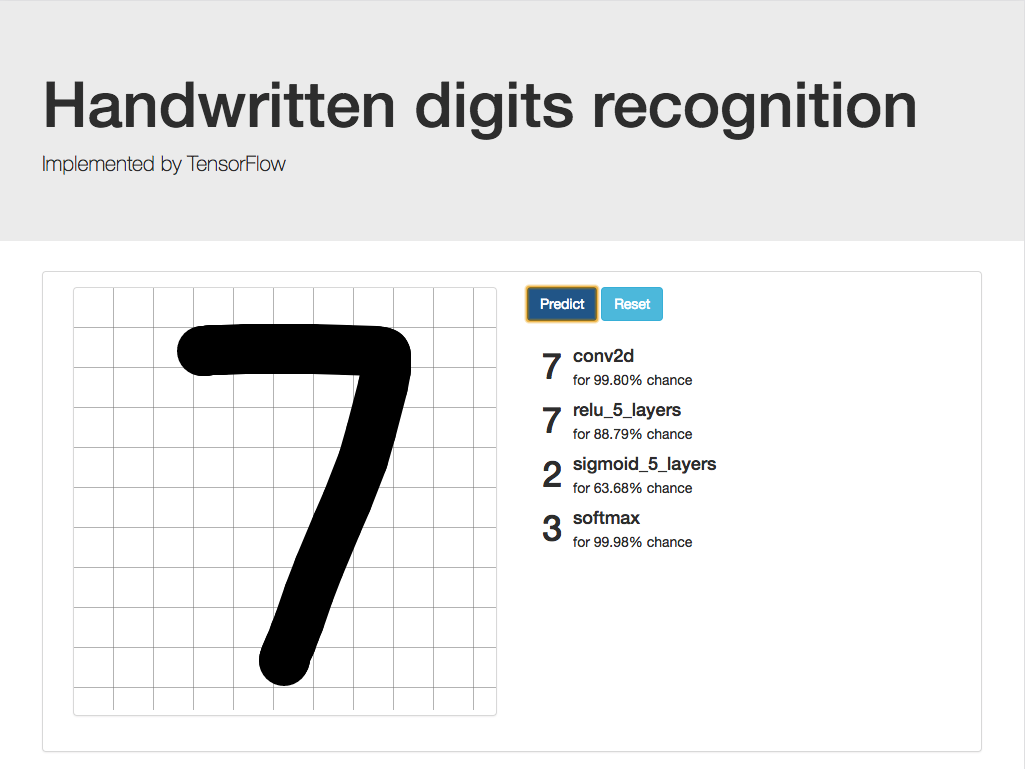 Handwritten digits recognition
Implemented by TensorFlow
7
Predict Reset
7 conv2d
for 99.80% chance
7 relu_5_layers
for 88.79% chance
2 sigmoid_5_layers
for 63.68% chance
3 softmax
for 99.98% chance